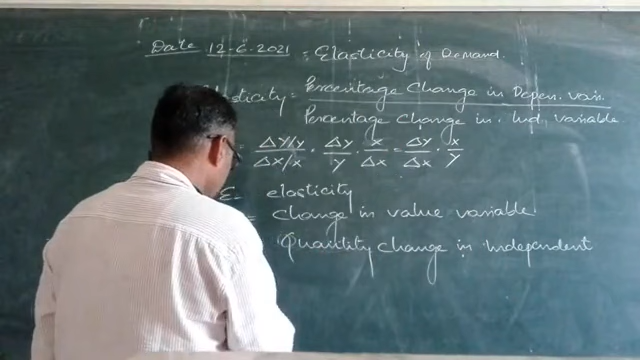 Date 12-6-2021 = Elasticity of Demand.
sticity = Percentage Change in Depen. vari.
Percentage Change in. Ind. variable.
= ΔY/y / ΔX/x · Δy/y · x/Δx = Δy/Δx · x/y
E. elasticity
= Change in value variable
Quantity change in independent